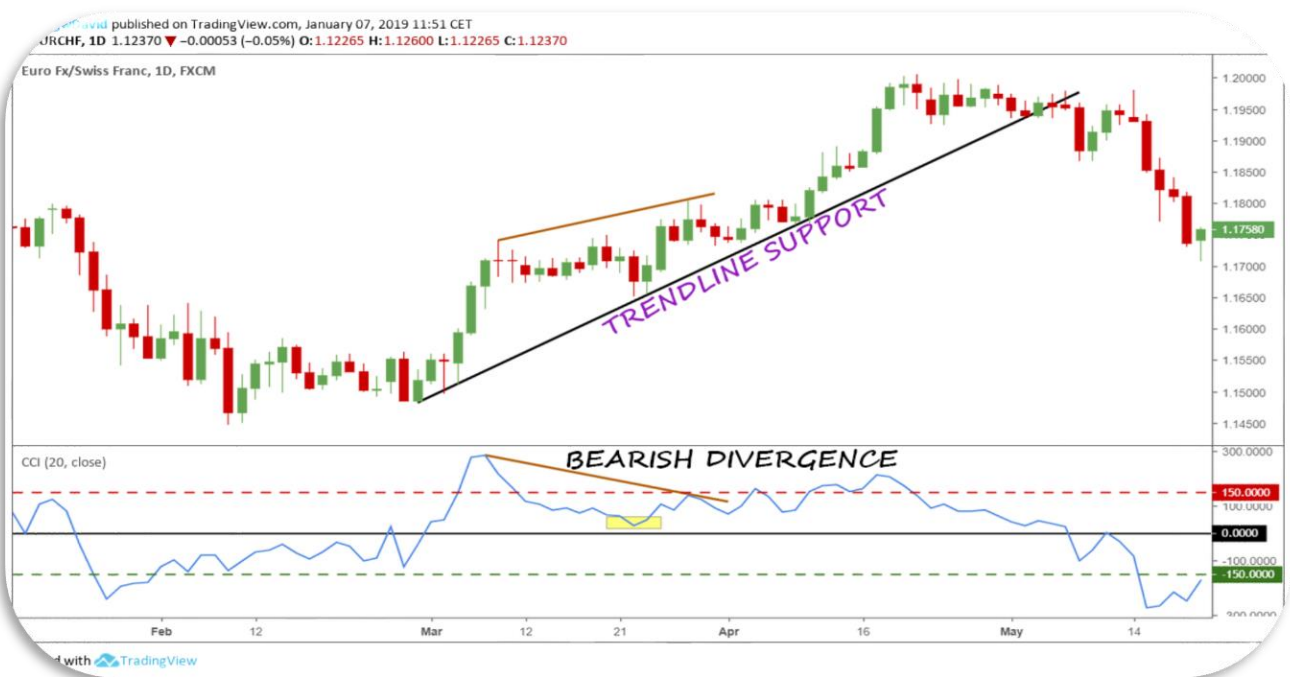 published on TradingView.com, January 07, 2019 11:51 CET
1D 1.12370 ▼ −0.00053 (−0.05%) O:1.12265 H:1.12600 L:1.12265 C:1.12370
Euro Fx/Swiss Franc, 1D, FXCM
1.20000
1.19500
1.19000
1.18500
1.18000
1.17580
1.17000
1.16500
1.16000
1.15500
1.15000
1.14500
TRENDLINE SUPPORT
CCI (20, close)
BEARISH DIVERGENCE
300.0000
150.0000
100.0000
0.0000
-100.0000
-150.0000
Feb 12 Mar 12 21 Apr 16 May 14
with TradingView